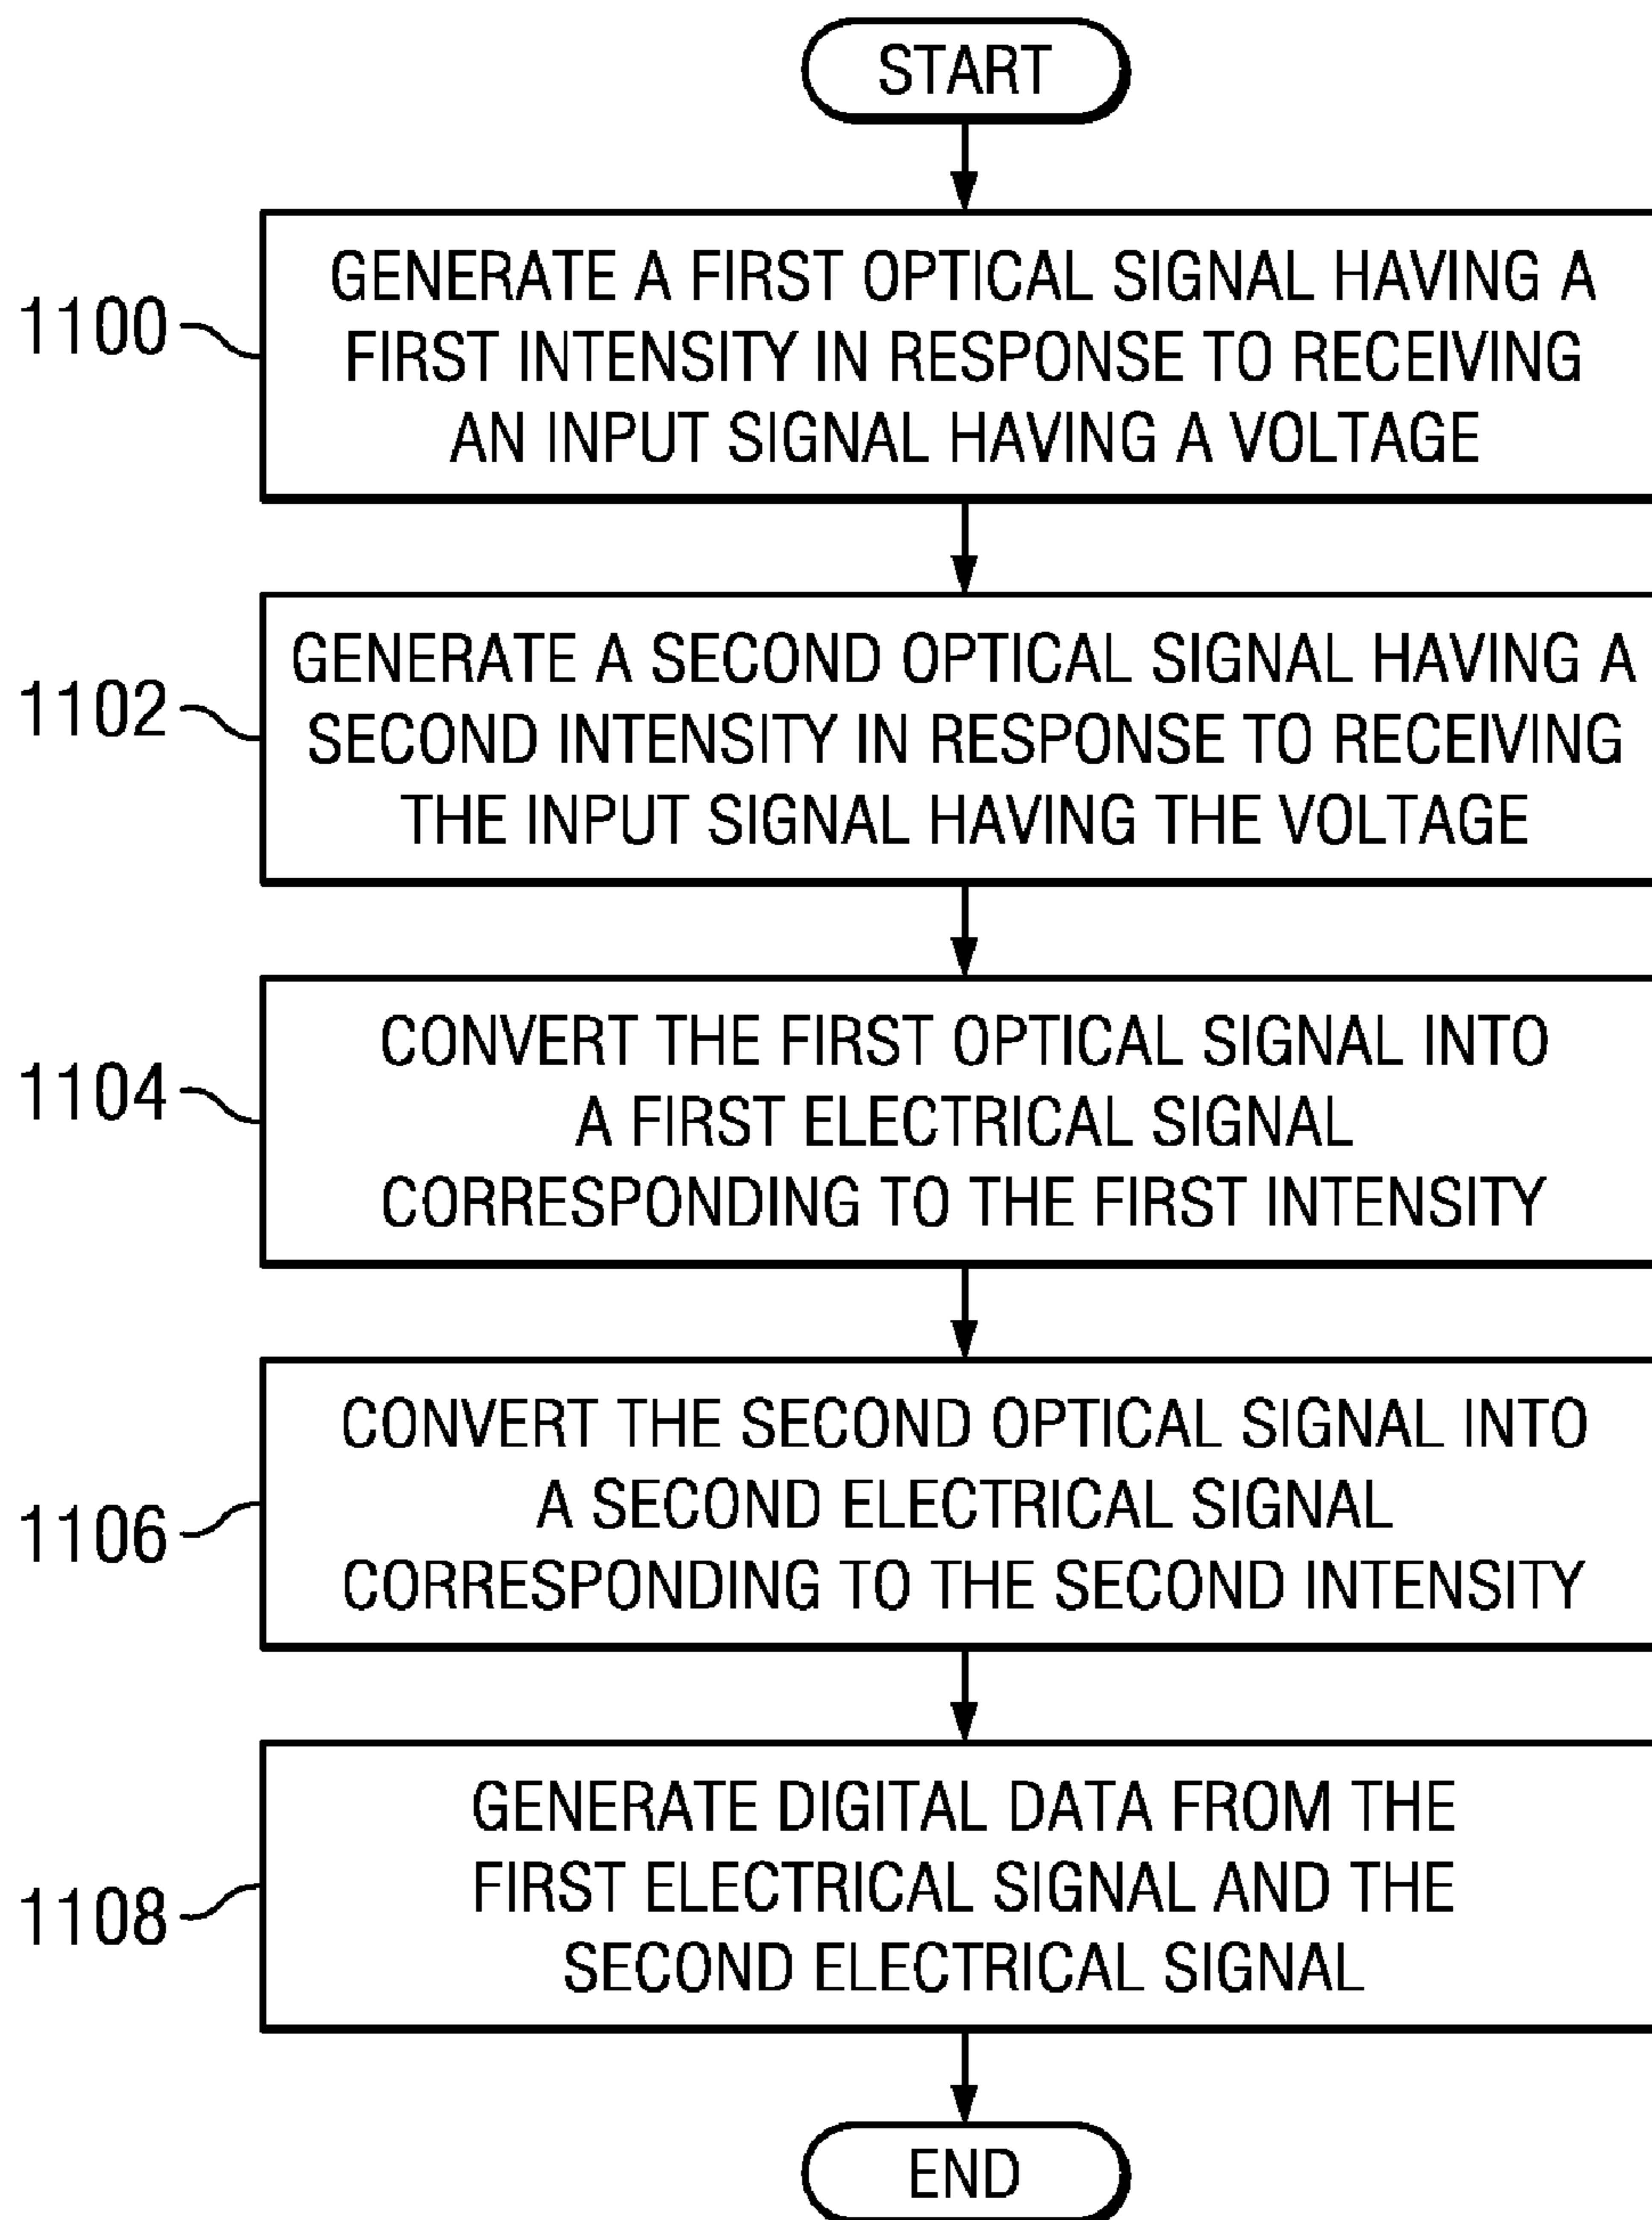 START
1100
GENERATE A FIRST OPTICAL SIGNAL HAVING A
FIRST INTENSITY IN RESPONSE TO RECEIVING
AN INPUT SIGNAL HAVING A VOLTAGE
1102
GENERATE A SECOND OPTICAL SIGNAL HAVING A
SECOND INTENSITY IN RESPONSE TO RECEIVING
THE INPUT SIGNAL HAVING THE VOLTAGE
1104
CONVERT THE FIRST OPTICAL SIGNAL INTO
A FIRST ELECTRICAL SIGNAL
CORRESPONDING TO THE FIRST INTENSITY
1106
CONVERT THE SECOND OPTICAL SIGNAL INTO
A SECOND ELECTRICAL SIGNAL
CORRESPONDING TO THE SECOND INTENSITY
1108
GENERATE DIGITAL DATA FROM THE
FIRST ELECTRICAL SIGNAL AND THE
SECOND ELECTRICAL SIGNAL
END